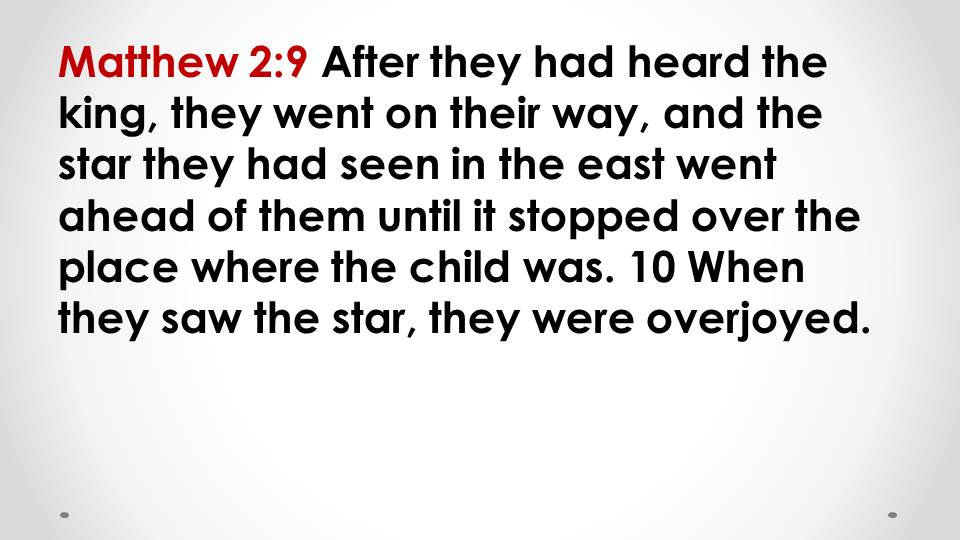 Matthew 2:9 After they had heard the
king, they went on their way, and the
star they had seen in the east went
ahead of them until it stopped over the
place where the child was. 10 When
they saw the star, they were overjoyed.